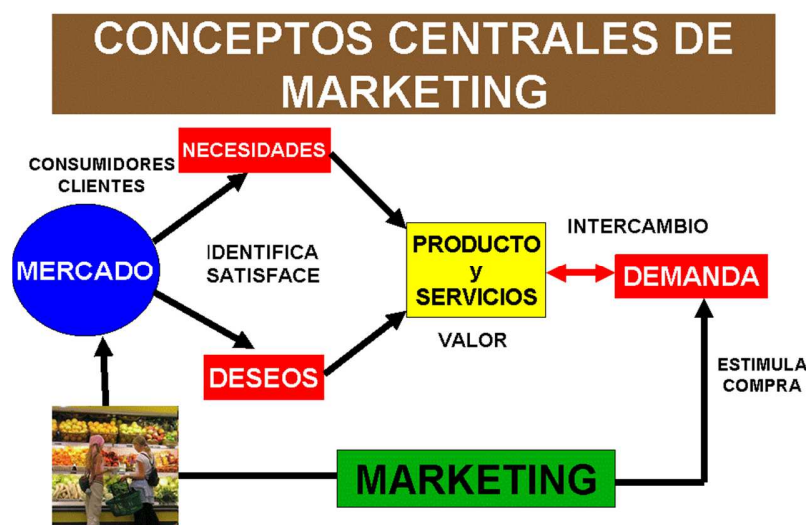 CONCEPTOS CENTRALES DE
MARKETING
CONSUMIDORES
CLIENTES
NECESIDADES
MERCADO
IDENTIFICA
SATISFACE
DESEOS
PRODUCTO
y
SERVICIOS
VALOR
INTERCAMBIO
DEMANDA
ESTIMULA
COMPRA
MARKETING